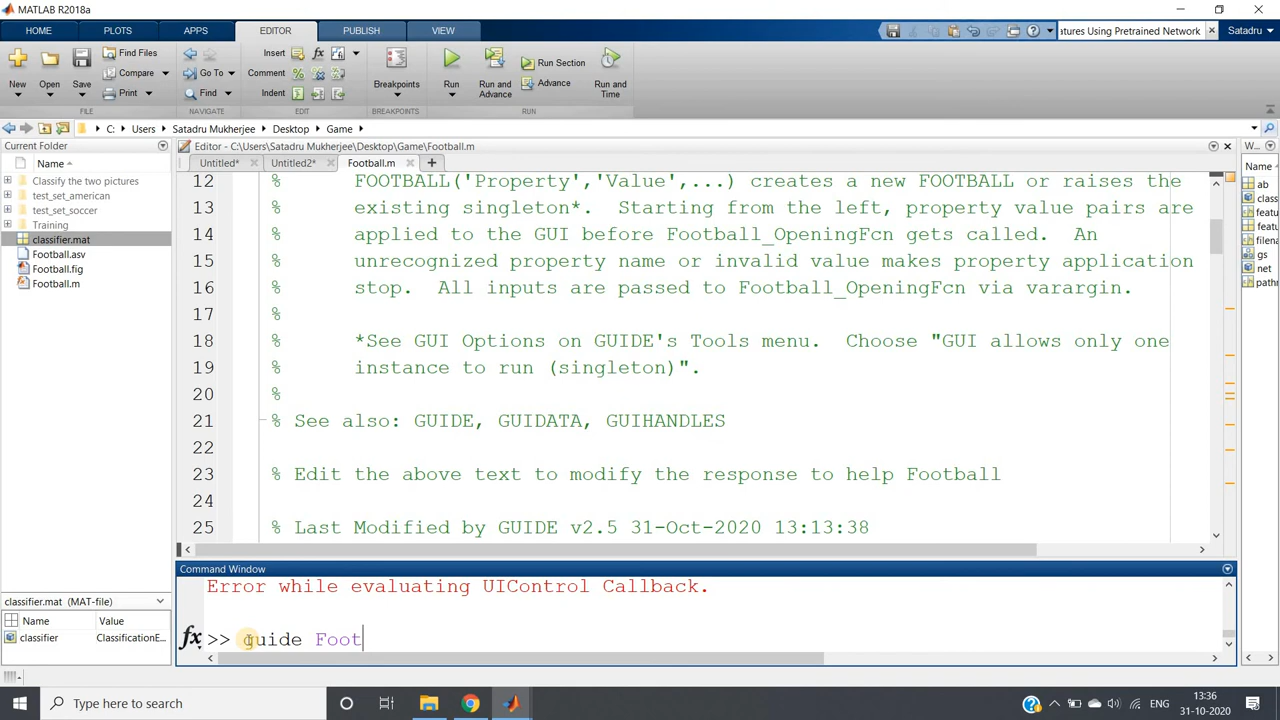 MATLAB R2018a
HOME PLOTS APPS EDITOR PUBLISH VIEW
atures Using Pretrained Network
Satadru
New Open Save Find Files Compare Print
Go To Find
Insert fx Comment Indent
Breakpoints
Run Run and Advance Run Section Advance Run and Time
FILE NAVIGATE EDIT BREAKPOINTS RUN
C: Users Satadru Mukherjee Desktop Game
Current Folder
Name
Classify the two pictures
test_set_american
test_set_soccer
Training
classifier.mat
Football.asv
Football.fig
Football.m
classifier.mat (MAT-file)
Name Value
classifier ClassificationE...
Editor - C:\Users\Satadru Mukherjee\Desktop\Game\Football.m
Untitled* Untitled2* Football.m
12 % FOOTBALL('Property','Value',...) creates a new FOOTBALL or raises the
13 % existing singleton*. Starting from the left, property value pairs are
14 % applied to the GUI before Football_OpeningFcn gets called. An
15 % unrecognized property name or invalid value makes property application
16 % stop. All inputs are passed to Football_OpeningFcn via varargin.
17 %
18 % *See GUI Options on GUIDE's Tools menu. Choose "GUI allows only one
19 % instance to run (singleton)".
20 %
21 % See also: GUIDE, GUIDATA, GUIHANDLES
22
23 % Edit the above text to modify the response to help Football
24
25 % Last Modified by GUIDE v2.5 31-Oct-2020 13:13:38
Command Window
Error while evaluating UIControl Callback.
fx >> guide Foot
W...
Name
ab
class
featu
featu
filena
gs
net
pathr
Type here to search
ENG
13:36
31-10-2020